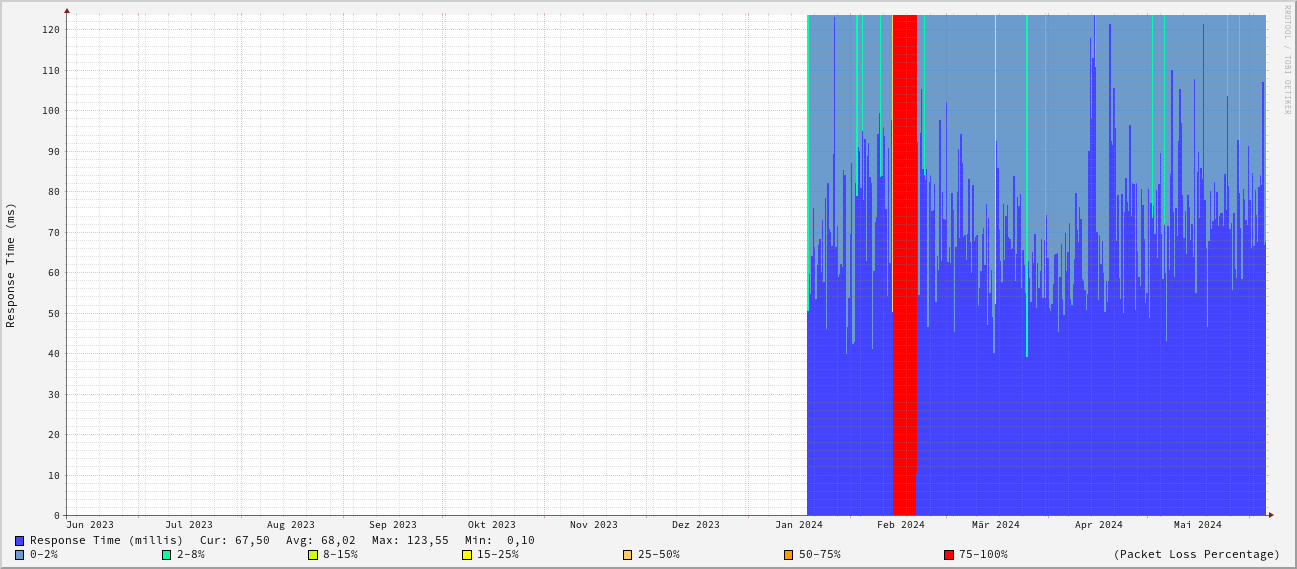 RRDTOOL / TOBI OETIKER
Response Time (ms)
120
110
100
90
80
70
60
50
40
30
20
10
0
Jun 2023 Jul 2023 Aug 2023 Sep 2023 Okt 2023 Nov 2023 Dez 2023 Jan 2024 Feb 2024 Mär 2024 Apr 2024 Mai 2024
Response Time (millis) Cur: 67,50 Avg: 68,02 Max: 123,55 Min: 0,10
0-2% 2-8% 8-15% 15-25% 25-50% 50-75% 75-100% (Packet Loss Percentage)